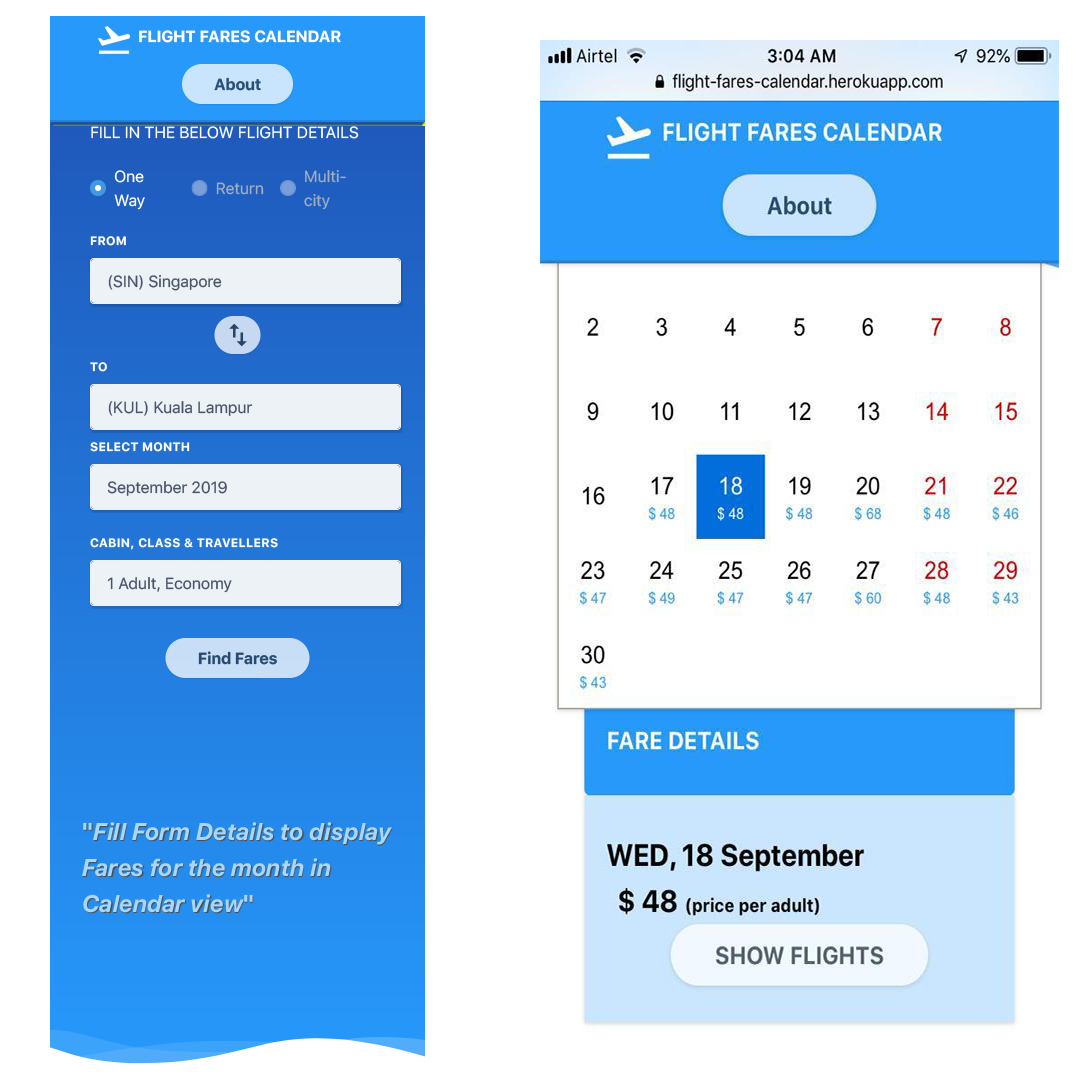 FLIGHT FARES CALENDAR
About
FILL IN THE BELOW FLIGHT DETAILS
One
Way
Return
Multi-
city
FROM
(SIN) Singapore
TO
(KUL) Kuala Lampur
SELECT MONTH
September 2019
CABIN, CLASS & TRAVELLERS
1 Adult, Economy
Find Fares
"Fill Form Details to display
Fares for the month in
Calendar view"
Airtel 3:04 AM 92%
flight-fares-calendar.herokuapp.com
FLIGHT FARES CALENDAR
About
2 3 4 5 6 7 8
9 10 11 12 13 14 15
16 17 18 19 20 21 22
$ 48 $ 48 $ 48 $ 68 $ 48 $ 46
23 24 25 26 27 28 29
$ 47 $ 49 $ 47 $ 47 $ 60 $ 48 $ 43
30
$ 43
FARE DETAILS
WED, 18 September
$ 48 (price per adult)
SHOW FLIGHTS